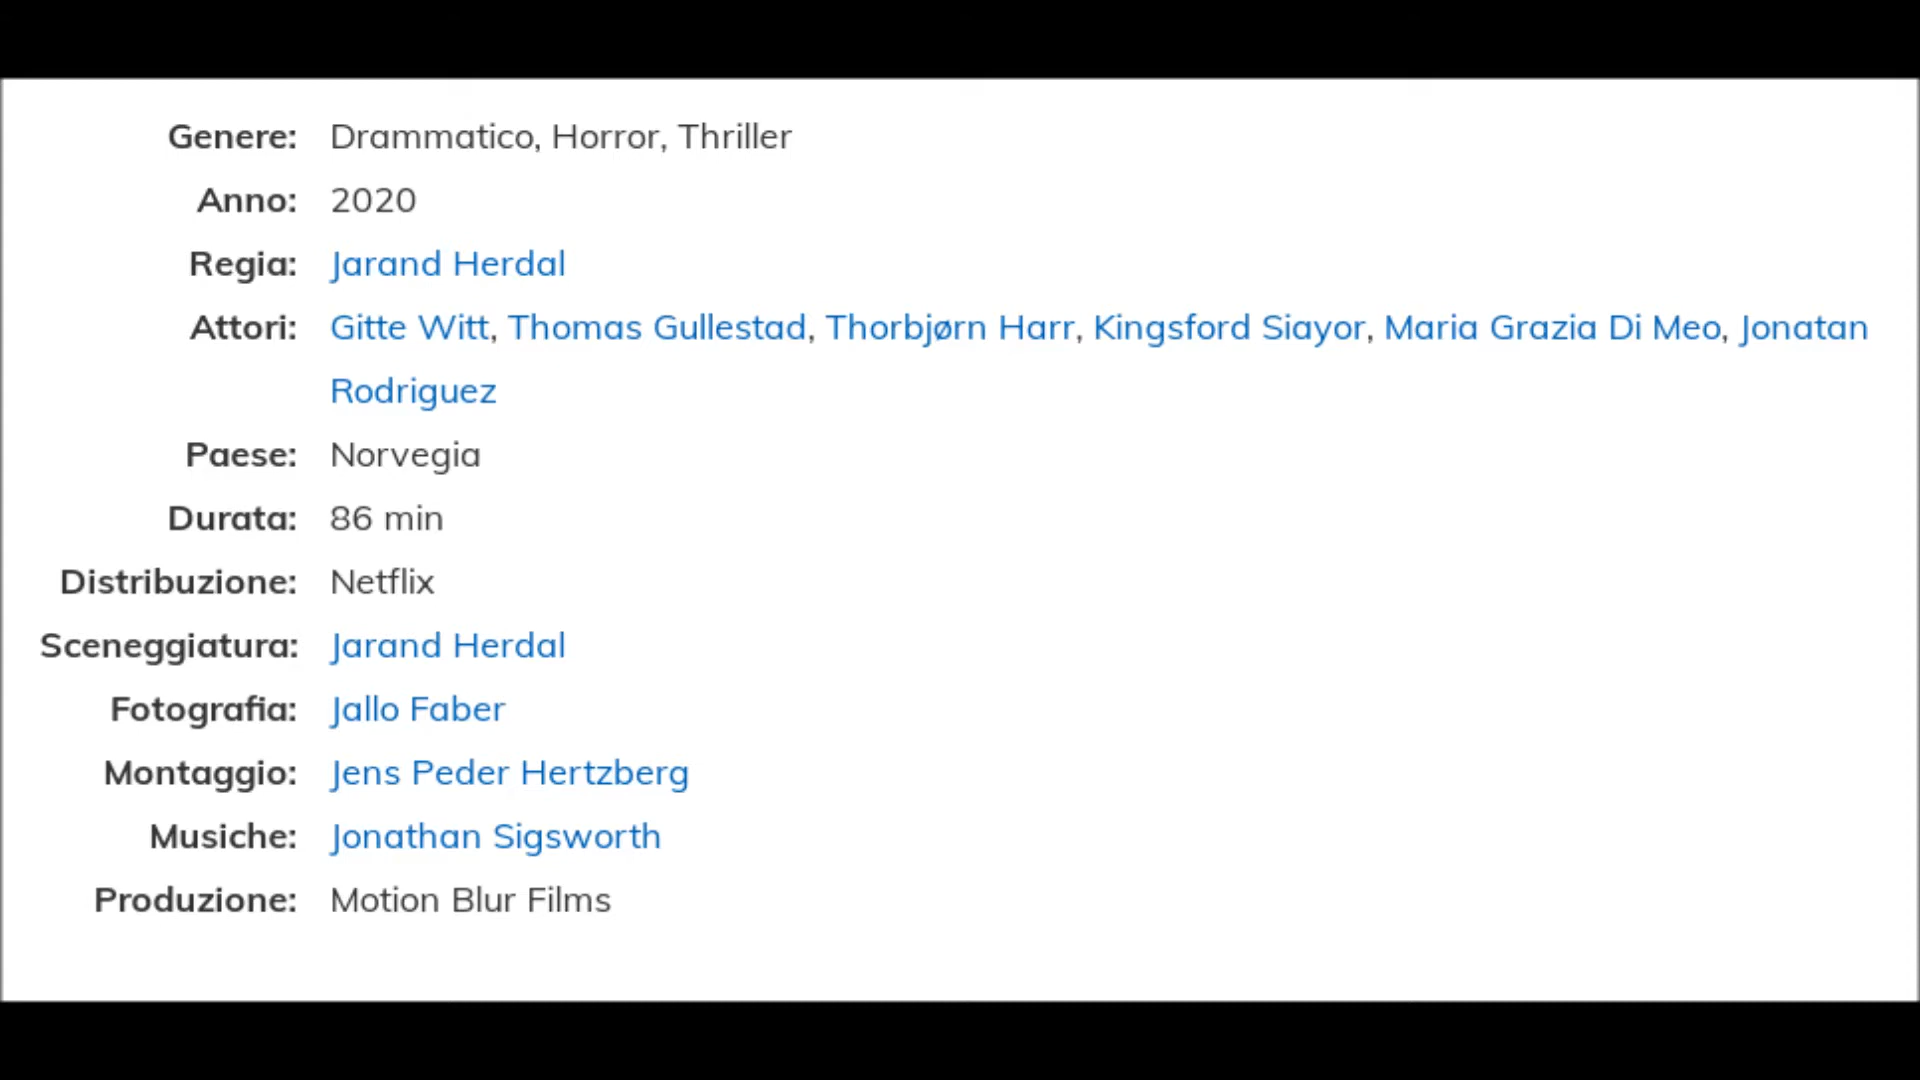 Genere: Drammatico, Horror, Thriller
Anno: 2020
Regia: Jarand Herdal
Attori: Gitte Witt, Thomas Gullestad, Thorbjørn Harr, Kingsford Siayor, Maria Grazia Di Meo, Jonatan
Rodriguez
Paese: Norvegia
Durata: 86 min
Distribuzione: Netflix
Sceneggiatura: Jarand Herdal
Fotografia: Jallo Faber
Montaggio: Jens Peder Hertzberg
Musiche: Jonathan Sigsworth
Produzione: Motion Blur Films